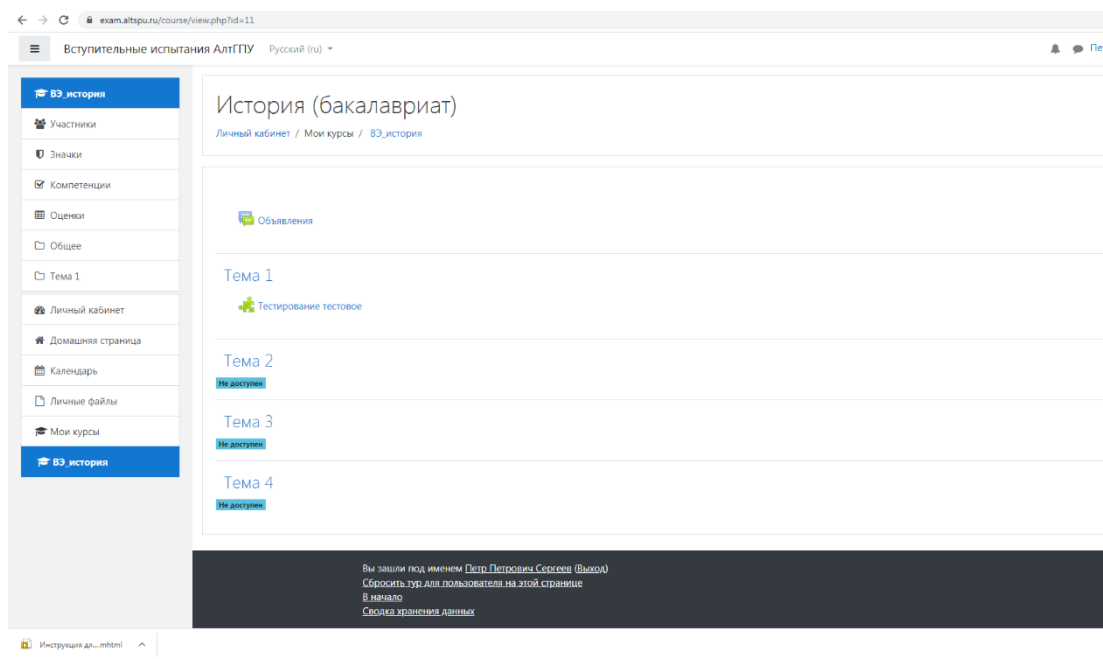 exam.altspu.ru/course/view.php?id=11
Вступительные испытания АлтГПУ Русский (ru)
Пе
ВЭ_история
Участники
Значки
Компетенции
Оценки
Общее
Тема 1
Личный кабинет
Домашняя страница
Календарь
Личные файлы
Мои курсы
ВЭ_история
История (бакалавриат)
Личный кабинет / Мои курсы / ВЭ_история
Объявления
Тема 1
Тестирование тестовое
Тема 2
Не доступен
Тема 3
Не доступен
Тема 4
Не доступен
Вы зашли под именем Петр Петрович Сергеев (Выход)
Сбросить тур для пользователя на этой странице
В начало
Сводка хранения данных
Инструкция дл....mhtml